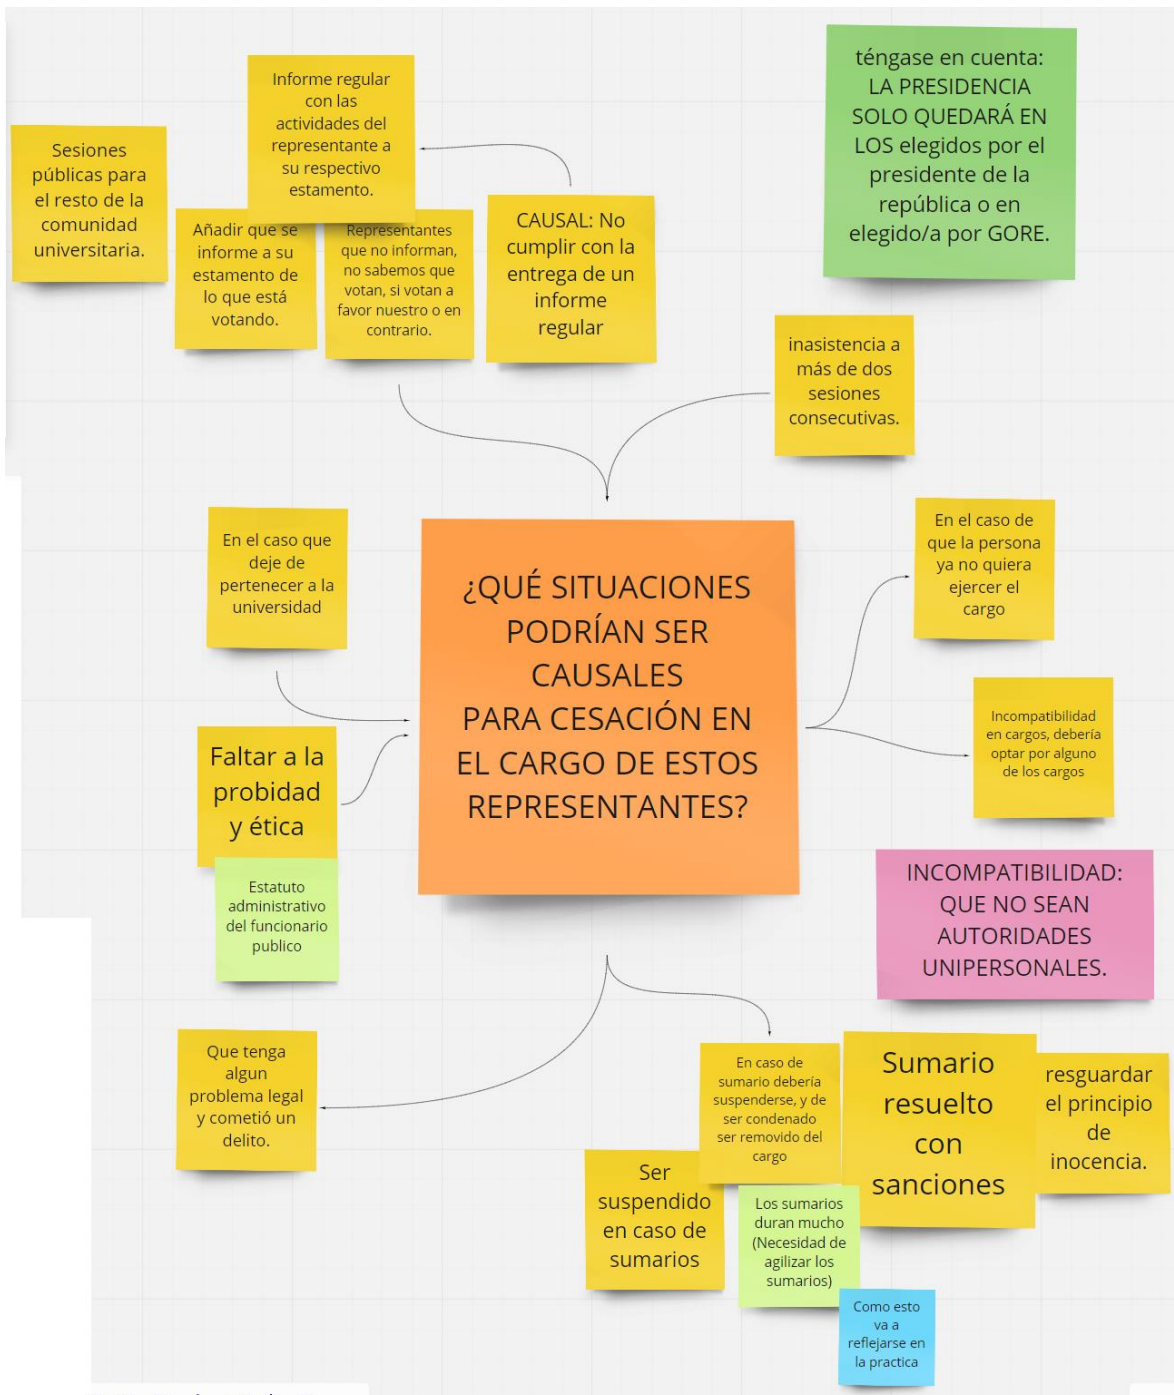 Informe regular
con las
actividades del
representante a
su respectivo
estamento.
téngase en cuenta:
LA PRESIDENCIA
SOLO QUEDARÁ EN
LOS elegidos por el
presidente de la
república o en
elegido/a por GORE.
Sesiones
públicas para
el resto de la
comunidad
universitaria.
Añadir que se
informe a su
estamento de
lo que está
votando.
Representantes
que no informan,
no sabemos que
votan, si votan a
favor nuestro o en
contrario.
CAUSAL: No
cumplir con la
entrega de un
informe
regular
inasistencia a
más de dos
sesiones
consecutivas.
En el caso que
deje de
pertenecer a la
universidad
¿QUÉ SITUACIONES
PODRÍAN SER
CAUSALES
PARA CESACIÓN EN
EL CARGO DE ESTOS
REPRESENTANTES?
En el caso de
que la persona
ya no quiera
ejercer el
cargo
Incompatibilidad
en cargos, debería
optar por alguno
de los cargos
Faltar a la
probidad
y ética
Estatuto
administrativo
del funcionario
publico
INCOMPATIBILIDAD:
QUE NO SEAN
AUTORIDADES
UNIPERSONALES.
Que tenga
algun
problema legal
y cometió un
delito.
En caso de
sumario debería
suspenderse, y de
ser condenado
ser removido del
cargo
Sumario
resuelto
con
sanciones
resguardar
el principio
de
inocencia.
Ser
suspendido
en caso de
sumarios
Los sumarios
duran mucho
(Necesidad de
agilizar los
sumarios)
Como esto
va a
reflejarse en
la practica